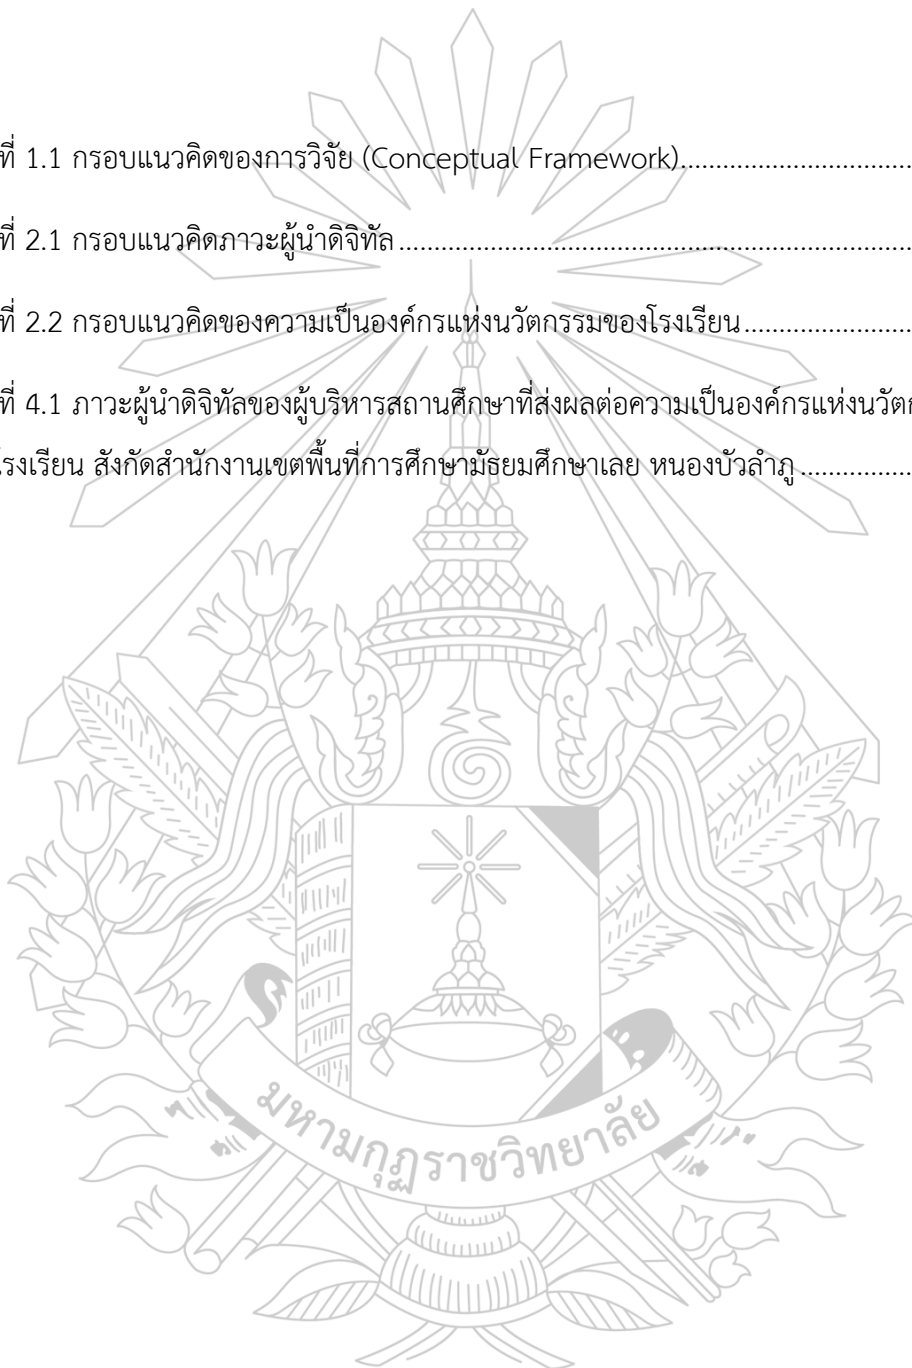 ที่ 1.1 กรอบแนวคิดของการวิจัย (Conceptual Framework)..................................
ที่ 2.1 กรอบแนวคิดภาวะผู้นำดิจิทัล..........................................................................
ที่ 2.2 กรอบแนวคิดของความเป็นองค์กรแห่งนวัตกรรมของโรงเรียน........................
ที่ 4.1 ภาวะผู้นำดิจิทัลของผู้บริหารสถานศึกษาที่ส่งผลต่อความเป็นองค์กรแห่งนวัต
โรงเรียน สังกัดสำนักงานเขตพื้นที่การศึกษามัธยมศึกษาเลย หนองบัวลำภู................
มหามกุฏราชวิทยาลัย